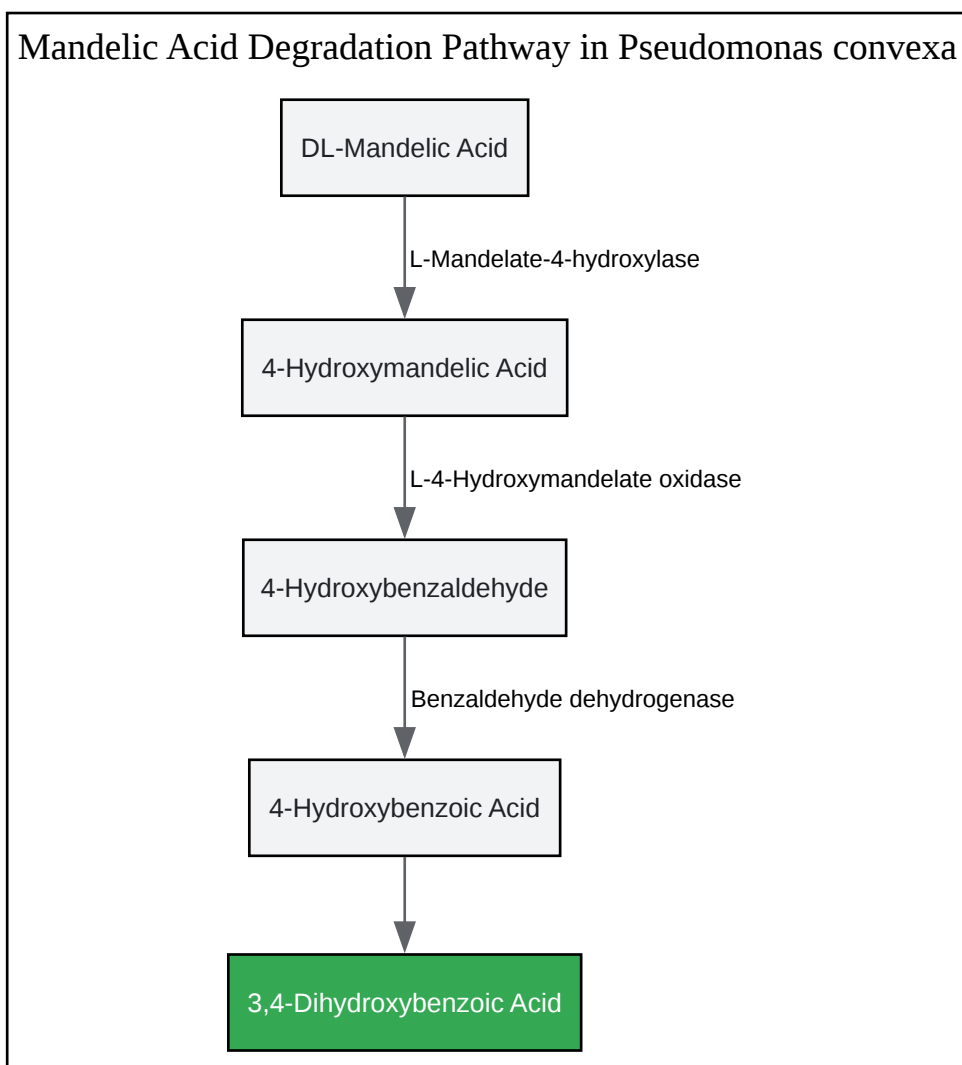 Mandelic Acid Degradation Pathway in Pseudomonas convexa
DL-Mandelic Acid
L-Mandelate-4-hydroxylase
4-Hydroxymandelic Acid
L-4-Hydroxymandelate oxidase
4-Hydroxybenzaldehyde
Benzaldehyde dehydrogenase
4-Hydroxybenzoic Acid
3,4-Dihydroxybenzoic Acid